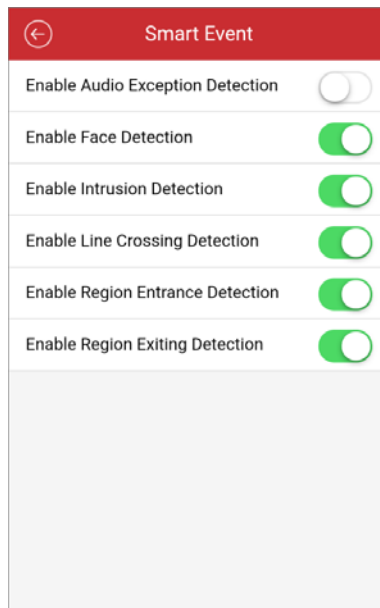 Smart Event
Enable Audio Exception Detection
Enable Face Detection
Enable Intrusion Detection
Enable Line Crossing Detection
Enable Region Entrance Detection
Enable Region Exiting Detection